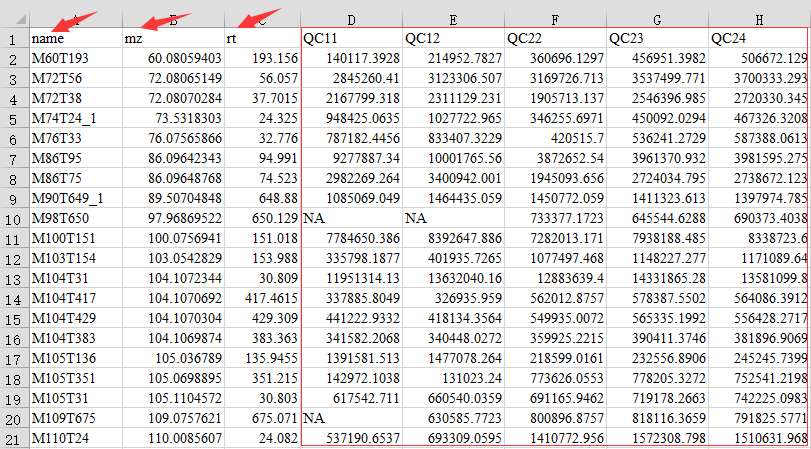 A B C D E F G H
1 name mz rt QC11 QC12 QC22 QC23 QC24
2 M60T193 60.08059403 193.156 140117.3928 214952.7827 360696.1297 456951.3982 506672.129
3 M72T56 72.08065149 56.057 2845260.41 3123306.507 3169726.713 3537499.771 3700333.293
4 M72T38 72.08070284 37.7015 2167799.318 2311129.231 1905713.137 2546396.985 2720330.345
5 M74T24_1 73.5318303 24.325 948425.0635 1027722.965 346255.6971 450092.0294 467326.3208
6 M76T33 76.07565866 32.776 787182.4456 833407.3229 420515.7 536241.2729 587388.0613
7 M86T95 86.09642343 94.991 9277887.34 10001765.56 3872652.54 3961370.932 3981595.275
8 M86T75 86.09648768 74.523 2982269.264 3400942.001 1945093.656 2724034.795 2738672.123
9 M90T649_1 89.50704848 648.88 1085069.049 1464435.059 1450772.059 1411323.613 1397974.785
10 M98T650 97.96869522 650.129 NA NA 733377.1723 645544.6288 690373.4038
11 M100T151 100.0756941 151.018 7784650.386 8392647.886 7282013.171 7938188.485 8338723.6
12 M103T154 103.0542829 153.988 335798.1877 401935.7265 1077497.468 1148227.277 1171089.64
13 M104T31 104.1072344 30.809 11951314.13 13632040.16 12883639.4 14331865.28 13581099.8
14 M104T417 104.1070692 417.4615 337885.8049 326935.959 562012.8757 578387.5502 564086.3912
15 M104T429 104.1070304 429.309 441222.9332 418134.3564 549935.0072 565335.1992 556428.2717
16 M104T383 104.1069874 383.363 341582.2068 340448.0272 359925.2215 390411.3746 381896.9069
17 M105T136 105.036789 135.9455 1391581.513 1477078.264 218599.0161 232556.8906 245245.7399
18 M105T351 105.0698895 351.215 142972.1038 131023.24 773626.0553 778205.3272 752541.2198
19 M105T31 105.1104572 30.803 617542.711 660540.0359 691165.9462 719178.2663 742225.0983
20 M109T675 109.0757621 675.071 NA 630585.7723 800896.8757 818116.3659 791825.5771
21 M110T24 110.0085607 24.082 537190.6537 693309.0595 1410772.956 1572308.798 1510631.968